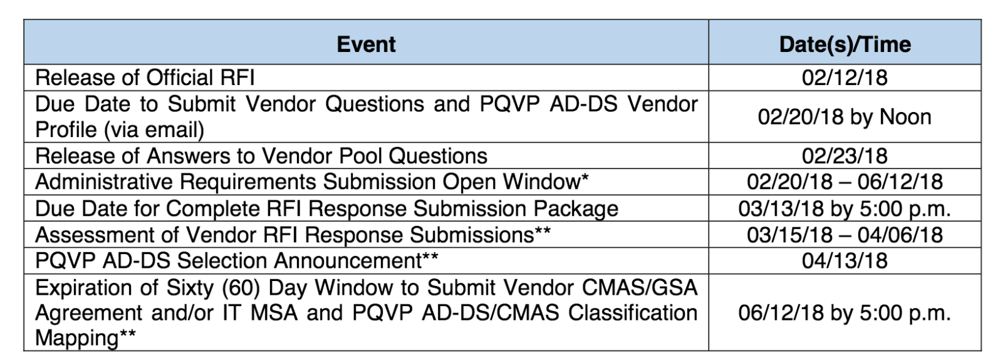 Event Date(s)/Time
Release of Official RFI 02/12/18
Due Date to Submit Vendor Questions and PQVP AD-DS Vendor
Profile (via email) 02/20/18 by Noon
Release of Answers to Vendor Pool Questions 02/23/18
Administrative Requirements Submission Open Window* 02/20/18 – 06/12/18
Due Date for Complete RFI Response Submission Package 03/13/18 by 5:00 p.m.
Assessment of Vendor RFI Response Submissions** 03/15/18 – 04/06/18
PQVP AD-DS Selection Announcement** 04/13/18
Expiration of Sixty (60) Day Window to Submit Vendor CMAS/GSA
Agreement and/or IT MSA and PQVP AD-DS/CMAS Classification
Mapping** 06/12/18 by 5:00 p.m.